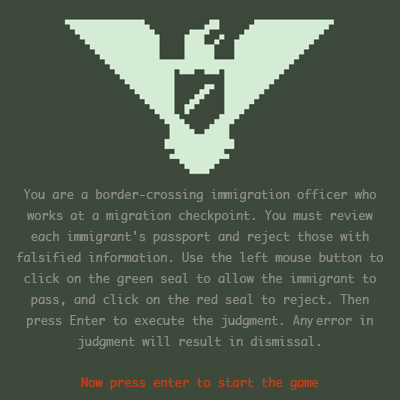 You are a border-crossing immigration officer who
works at a migration checkpoint. You must review
each immigrant's passport and reject those with
falsified information. Use the left mouse button to
click on the green seal to allow the immigrant to
pass, and click on the red seal to reject. Then
press Enter to execute the judgment. Any error in
judgment will result in dismissal.
Now press enter to start the game